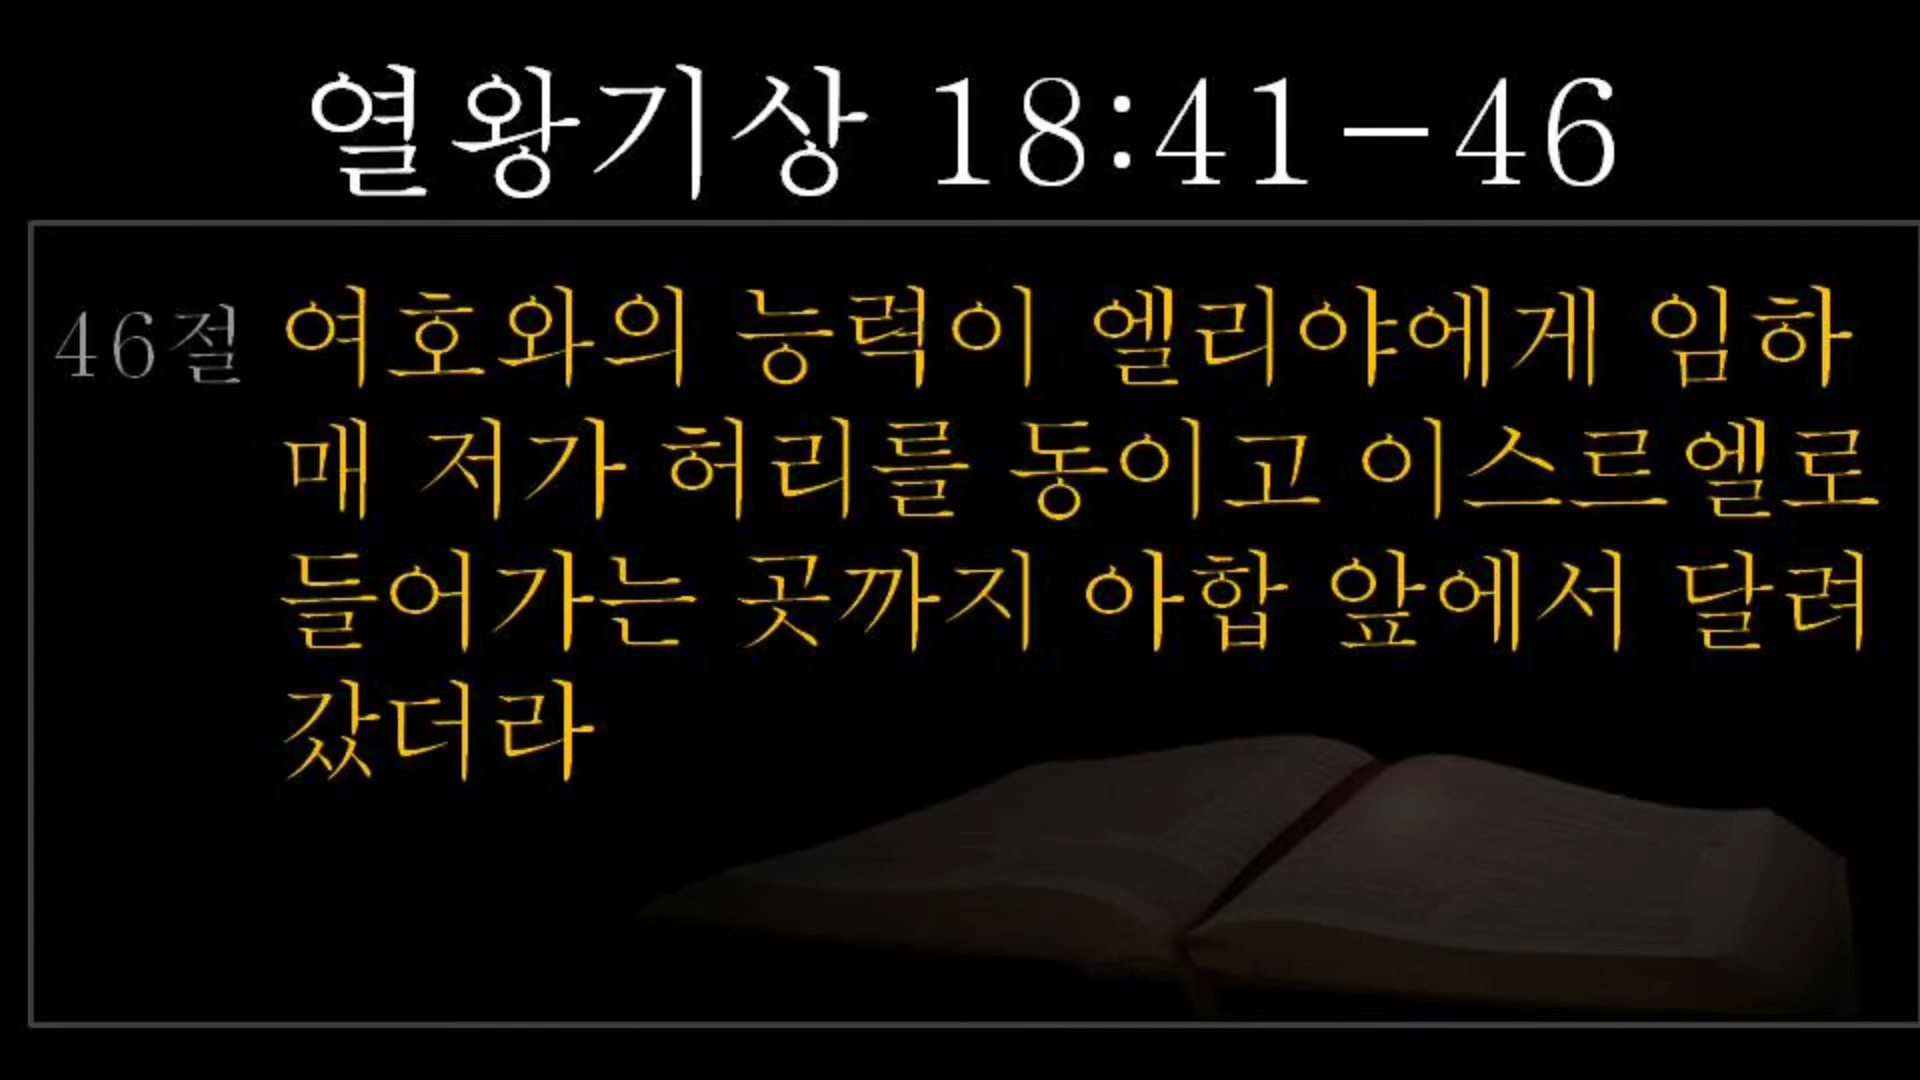 열왕기상 18:41-46
46절 여호와의 능력이 엘리야에게 임하
매 저가 허리를 동이고 이스르엘로
들어가는 곳까지 아합 앞에서 달려
갔더라